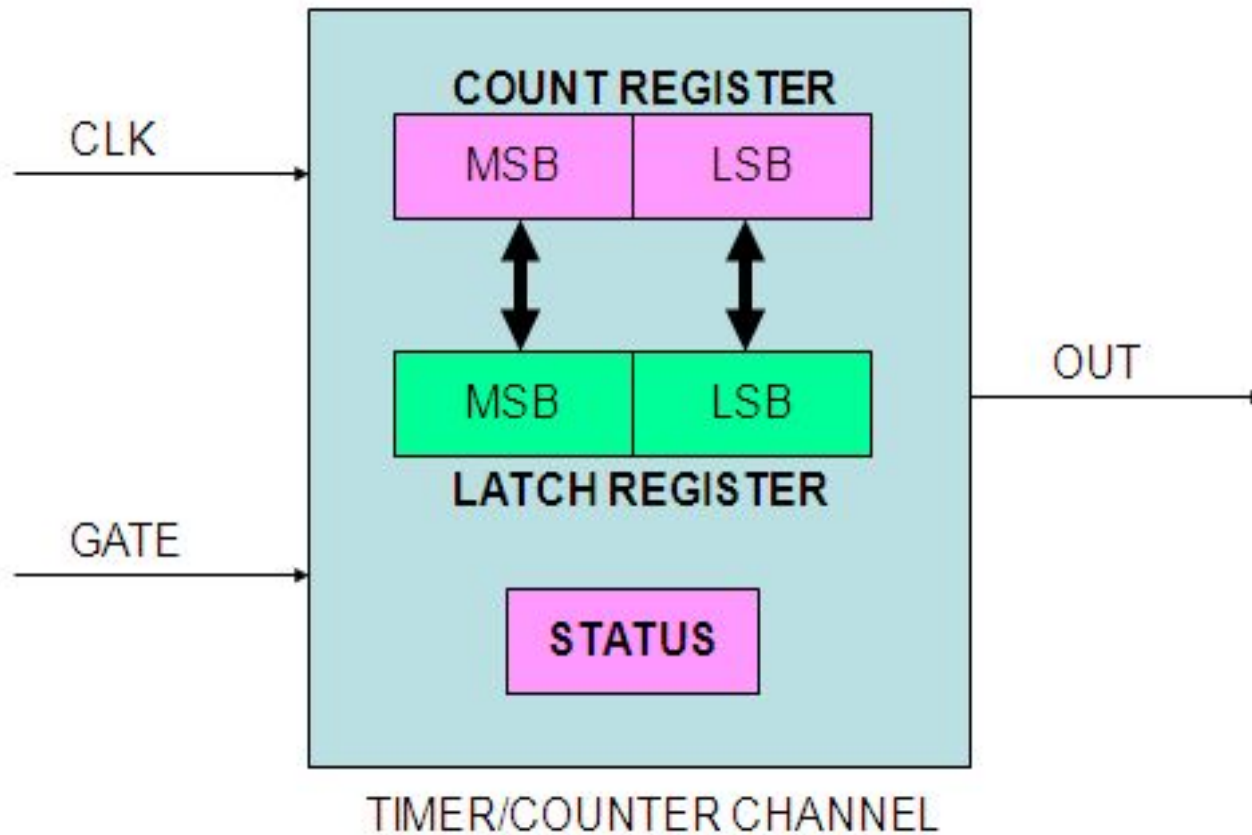 COUNT REGISTER
CLK
MSB LSB
OUT
MSB LSB
LATCH REGISTER
GATE
STATUS
TIMER/COUNTER CHANNEL